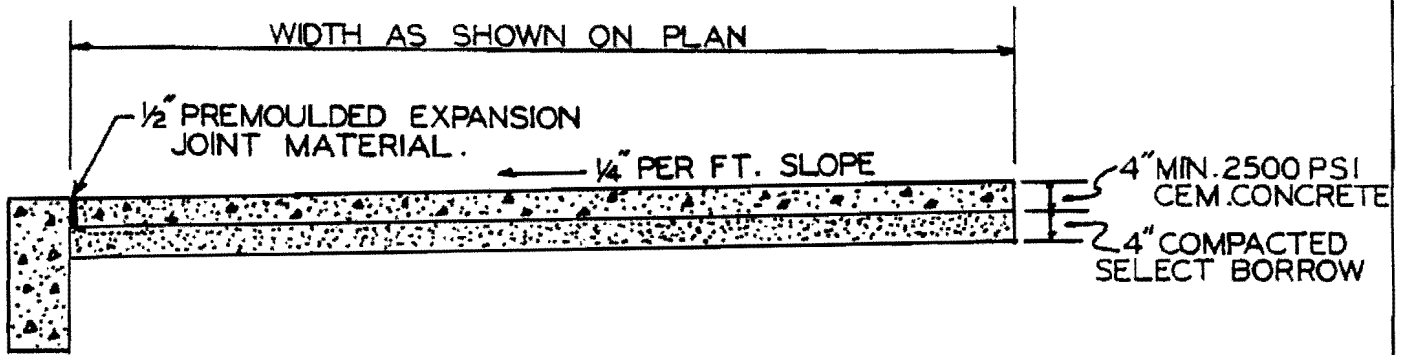 WIDTH AS SHOWN ON PLAN
½" PREMOULDED EXPANSION
JOINT MATERIAL.
¼" PER FT. SLOPE
4" MIN. 2500 PSI
CEM. CONCRETE
4" COMPACTED
SELECT BORROW